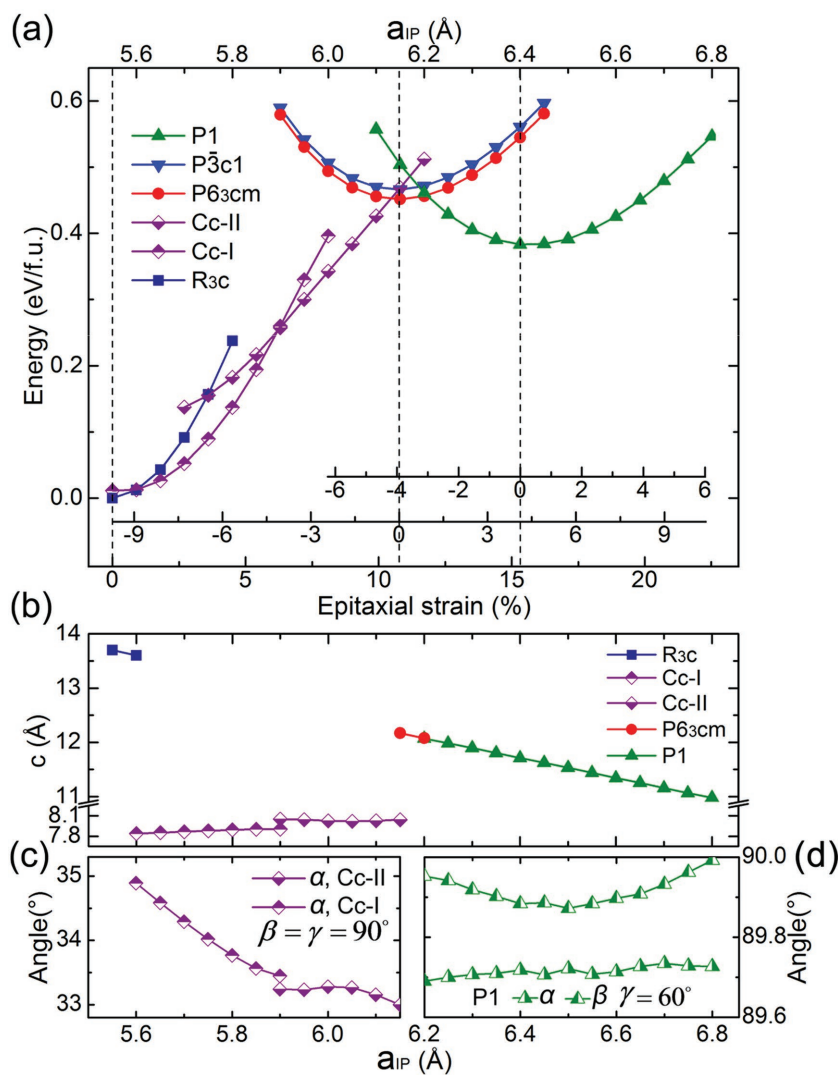 (a)
aIP (Å)
5.6 5.8 6.0 6.2 6.4 6.6 6.8
Energy (eV/f.u.)
0.6
0.4
0.2
0.0
P1
P3̄c1
P63cm
Cc-II
Cc-I
R3c
-6 -4 -2 0 2 4 6
-9 -6 -3 0 3 6 9
0 5 10 15 20
Epitaxial strain (%)
(b)
c (Å)
14
13
12
11
8.1
7.8
R3c
Cc-I
Cc-II
P63cm
P1
(c)
Angle(°)
35
34
33
α, Cc-II
α, Cc-I
β = γ = 90°
5.6 5.8 6.0
(d)
90.0
89.8
89.6
Angle(°)
P1 α β γ = 60°
6.2 6.4 6.6 6.8
aIP (Å)